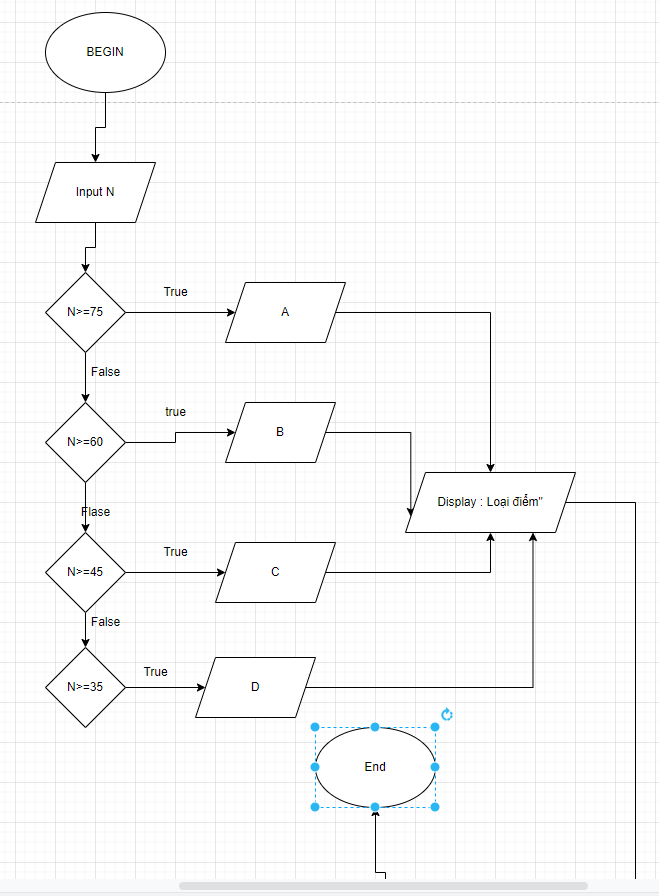 BEGIN
Input N
N>=75
True
A
False
N>=60
true
B
Display : Loại điểm"
Flase
N>=45
True
C
False
N>=35
True
D
End